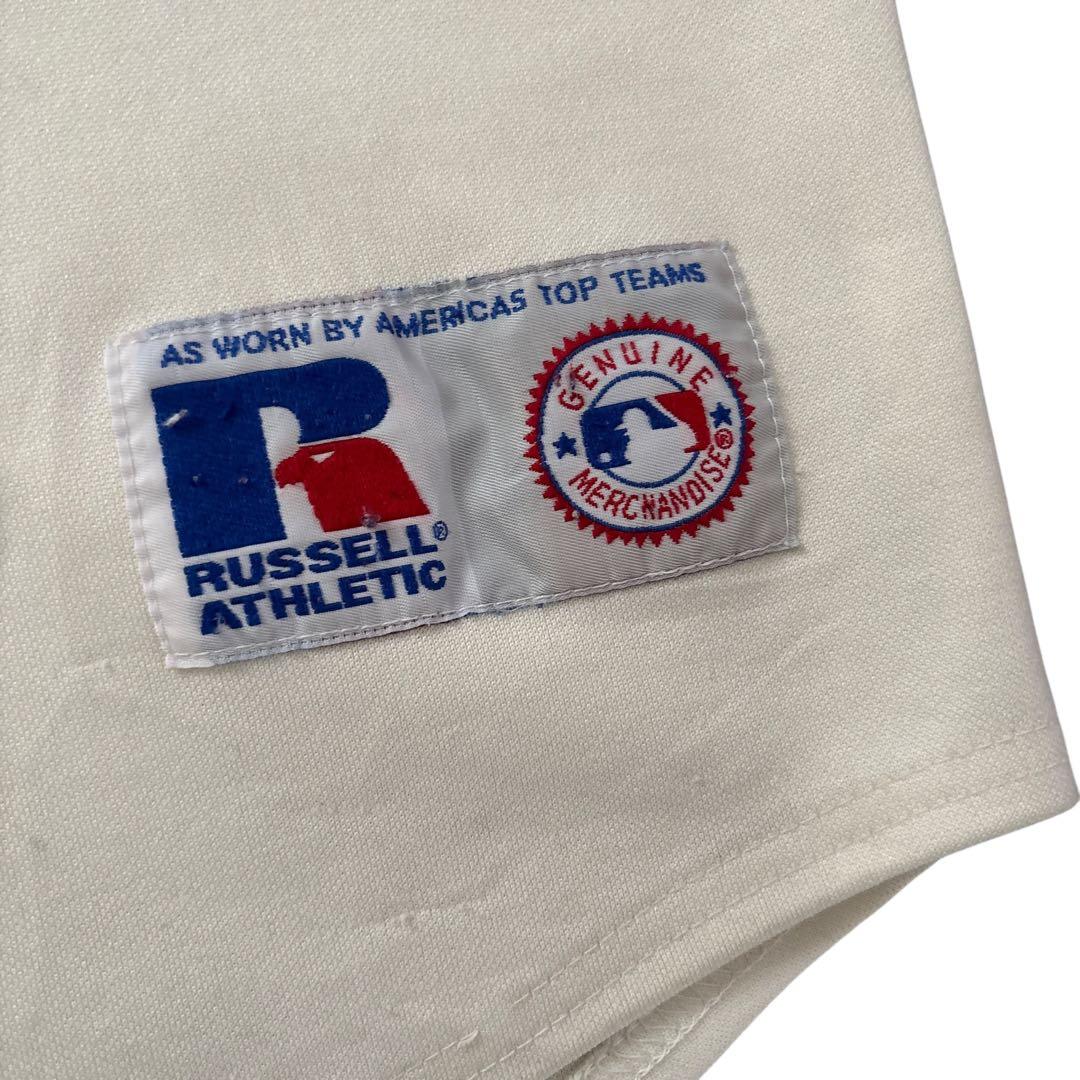 AS WORN BY AMERICAS TOP TEAMS
RUSSELL®
ATHLETIC
GENUINE
MERCHANDISE®